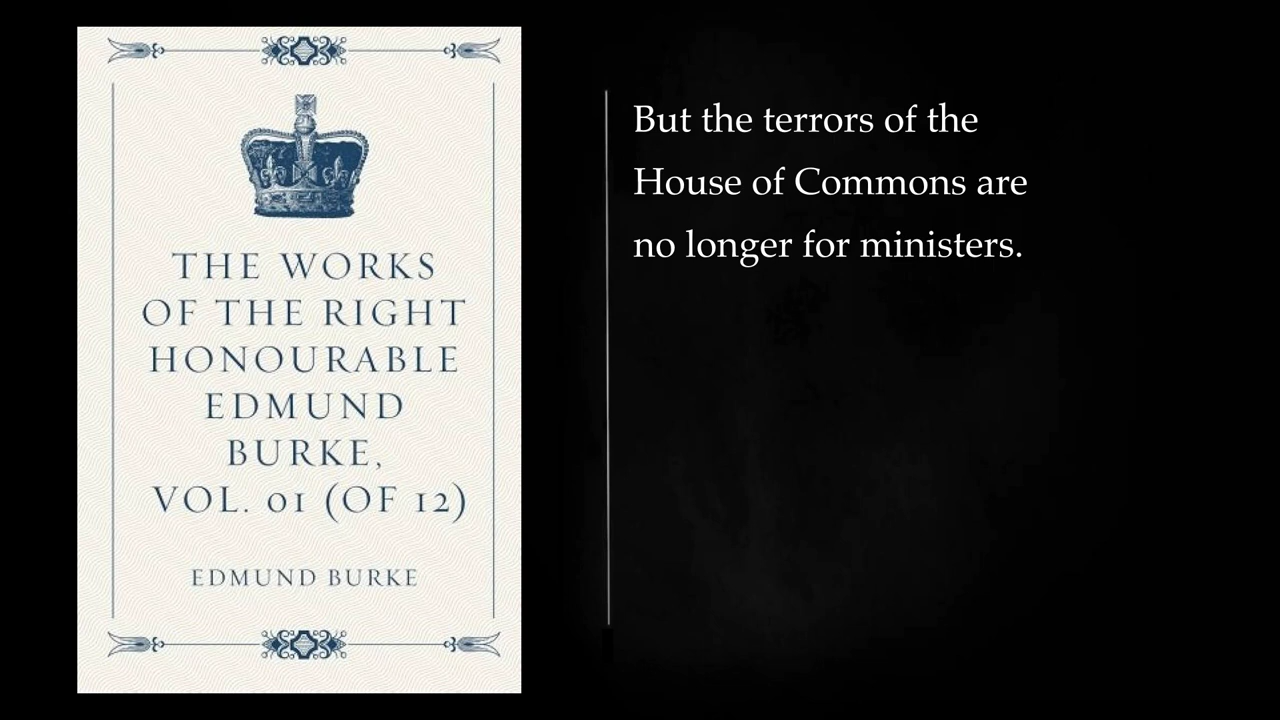 THE WORKS
OF THE RIGHT
HONOURABLE
EDMUND
BURKE,
VOL. 01 (OF 12)
EDMUND BURKE
But the terrors of the
House of Commons are
no longer for ministers.